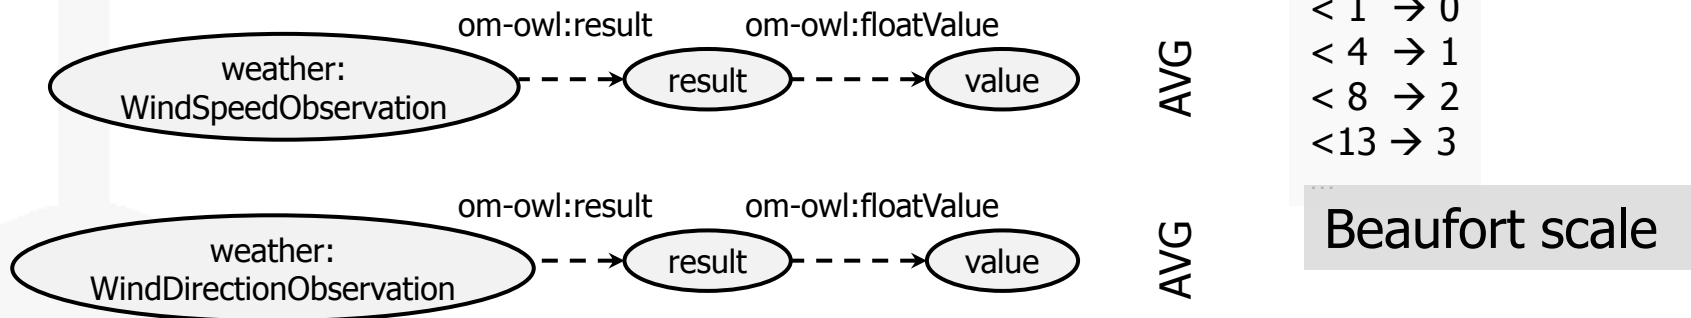 om-owl:result om-owl:floatValue
weather:
WindSpeedObservation
result
value
AVG
< 1 → 0
< 4 → 1
< 8 → 2
<13 → 3
...
Beaufort scale
om-owl:result om-owl:floatValue
weather:
WindDirectionObservation
result
value
AVG